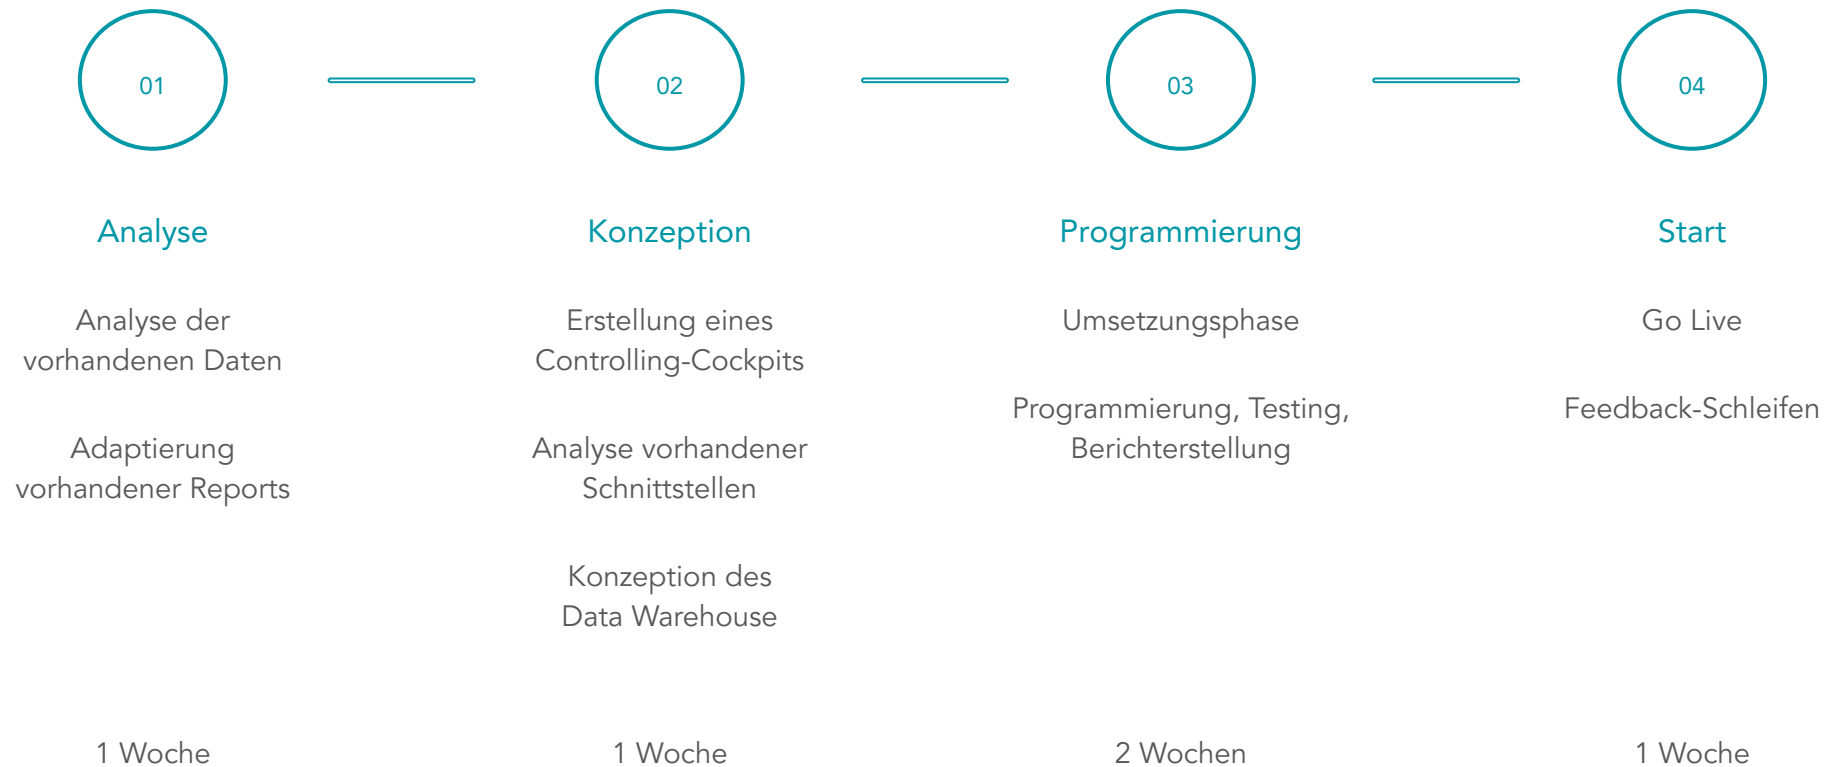 01
02
03
04
Analyse
Konzeption
Programmierung
Start
Analyse der
vorhandenen Daten
Adaptierung
vorhandener Reports
Erstellung eines
Controlling-Cockpits
Analyse vorhandener
Schnittstellen
Konzeption des
Data Warehouse
Umsetzungsphase
Programmierung, Testing,
Berichterstellung
Go Live
Feedback-Schleifen
1 Woche
1 Woche
2 Wochen
1 Woche